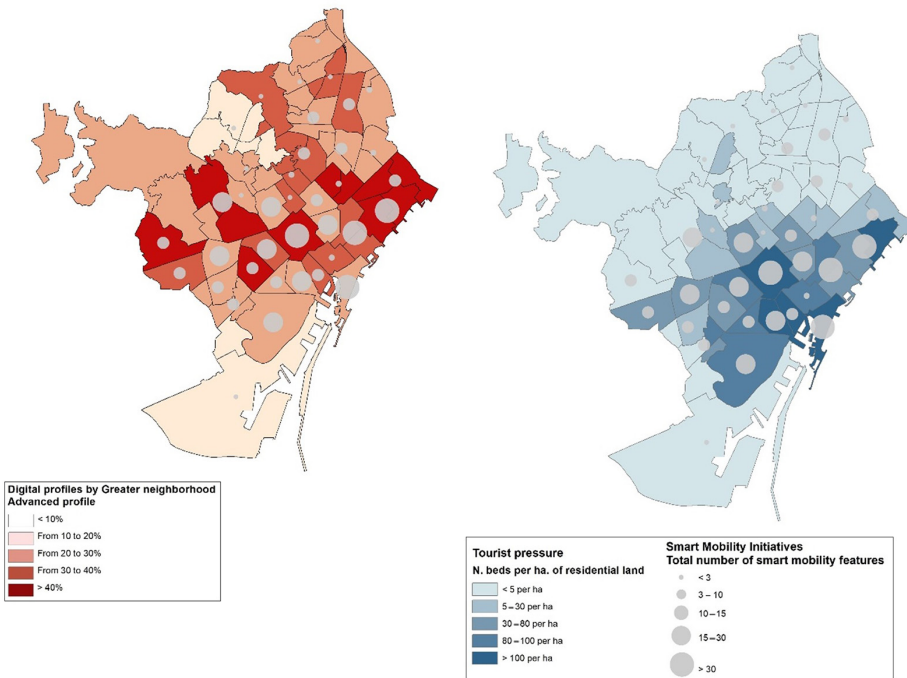 Digital profiles by Greater neighborhood
Advanced profile
< 10%
From 10 to 20%
From 20 to 30%
From 30 to 40%
> 40%
Tourist pressure
N. beds per ha. of residential land
< 5 per ha
5–30 per ha
30–80 per ha
80–100 per ha
> 100 per ha
Smart Mobility Initiatives
Total number of smart mobility features
< 3
3 – 10
10–15
15–30
> 30